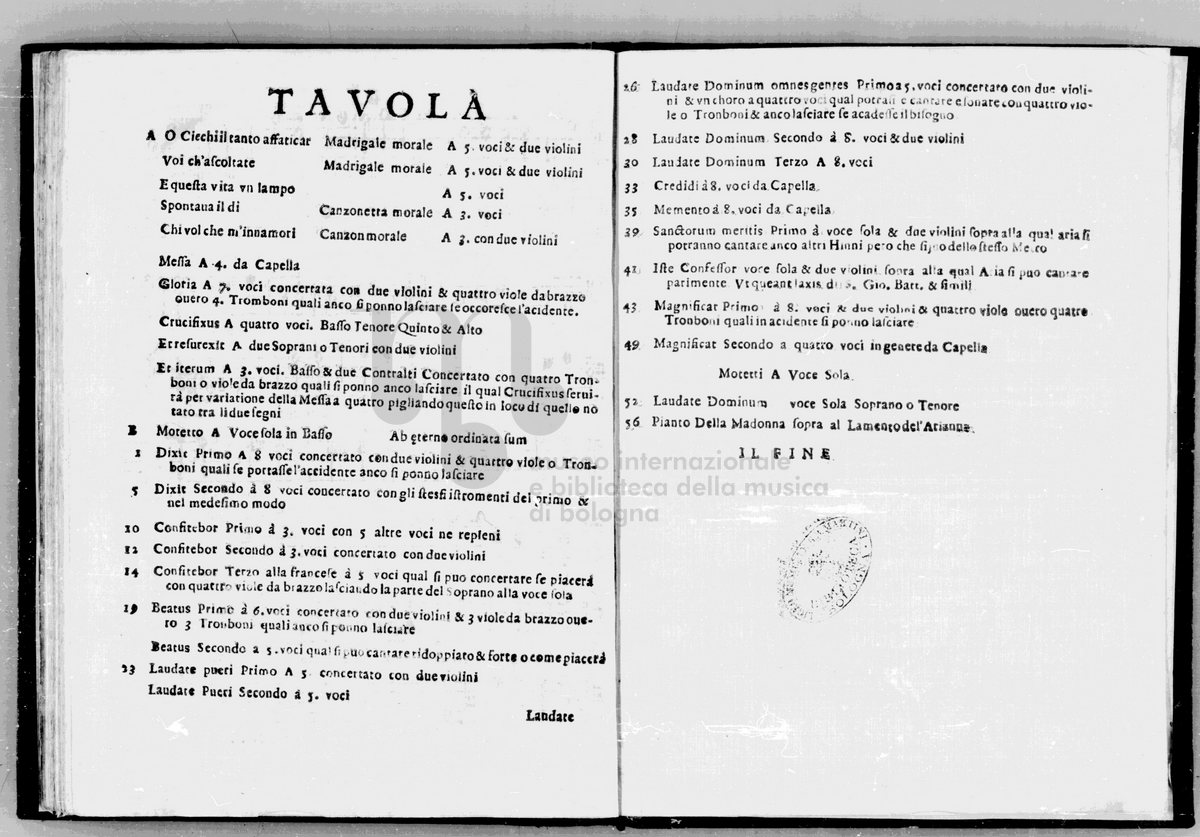 TAVOLA
A O Ciechi il tanto affaticar Madrigale morale A 5. voci & due violini
Voi ch'aſcoltate Madrigale morale A 5. voci & due violini
E queſta vita vn lampo A 5. voci
Spontaua il di Canzonetta morale A 3. voci
Chi vol che m'innamori Canzon morale A 3. con due violini
Meſſa A 4. da Capella
Gloria A 7. voci concertata con due violini & quattro viole da brazzo
ouero 4. Tromboni quali anco ſi ponno laſciare ſe occoreſce l'acidente.
Crucifixus A quattro voci. Baſſo Tenore Quinto & Alto
Et reſurexit A due Soprani o Tenori con due violini
Et iterum A 3. voci. Baſſo & due Contralti Concertato con quatro Trom-
boni o viole da brazzo quali ſi ponno anco laſciare il qual Crucifixus ſerui-
rà per variatione della Meſſa a quatro pigliando queſto in loco di quello nō
tato tra li due ſegni
B Motetto A Voce ſola in Baſſo Ab ęterno ordinata ſum
1 Dixit Primo A 8 voci concertato con due violini & quattro viole o Trom-
boni quali ſe portaſſe l'accidente anco ſi ponno laſciare
5 Dixit Secondo à 8 voci concertato con gli ſtesſi iſtromenti del primo &
nel medeſimo modo
10 Confitebor Primo à 3. voci con 5 altre voci ne repleni
12 Confitebor Secondo à 3. voci concertato con due violini
14 Confitebor Terzo alla franceſe à 5 voci qual ſi puo concertare ſe piacerà
con quattro viole da brazzo laſciando la parte del Soprano alla voce ſola
19 Beatus Primo à 6. voci concertato con due violini & 3 viole da brazzo oue-
ro 3 Tromboni quali anco ſi ponno laſciare
Beatus Secondo a 5. voci qual ſi puo cantare ridoppiato & forte o come piacerà
23 Laudate pueri Primo A 5 concertato con due violini
Laudate Pueri Secondo à 5. voci
Laudate
26 Laudate Dominum omnes gentes Primo a 5. voci concertato con due violi-
ni & vn choro a quattro voci qual potraſi e cantare e ſonare con quattro vio-
le o Tromboni & anco laſciare ſe acadeſſe il biſogno
28 Laudate Dominum Secondo à 8. voci & due violini
30 Laudate Dominum Terzo A 8. voci
33 Credidi à 8. voci da Capella
35 Memento à 8. voci da Capella
39 Sanctorum meritis Primo à voce ſola & due violini ſopra alla qual aria ſi
potranno cantare anco altri Hinni pero che ſijno dello ſteſſo Metro
41 Iſte Confeſſor voce ſola & due violini ſopra alla qual Aria ſi puo cantare
parimente Vt queant laxis di S. Gio. Batt. & ſimili
43 Magnificat Primo à 8. voci & due violini & quattro viole ouero quatre
Tromboni quali in acidente ſi ponno laſciare
49 Magnificat Secondo a quatro voci in genere da Capella
Motetti A Voce Sola
52 Laudate Dominum voce Sola Soprano o Tenore
56 Pianto Della Madonna ſopra al Lamento del'Arianna
IL FINE
museo internazionale
e biblioteca della musica
di bologna